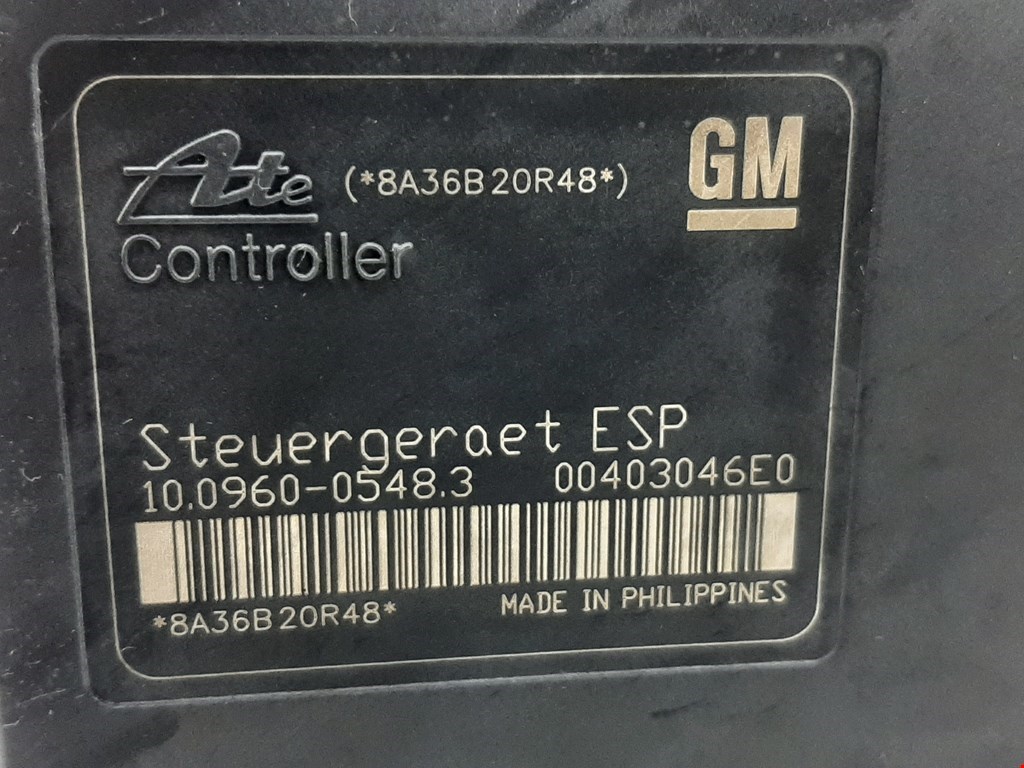 Ate (*8A36B20R48*) GM
Controller
Steuergeraet ESP
10.0960-0548.3 00403046E0
*8A36B20R48* MADE IN PHILIPPINES